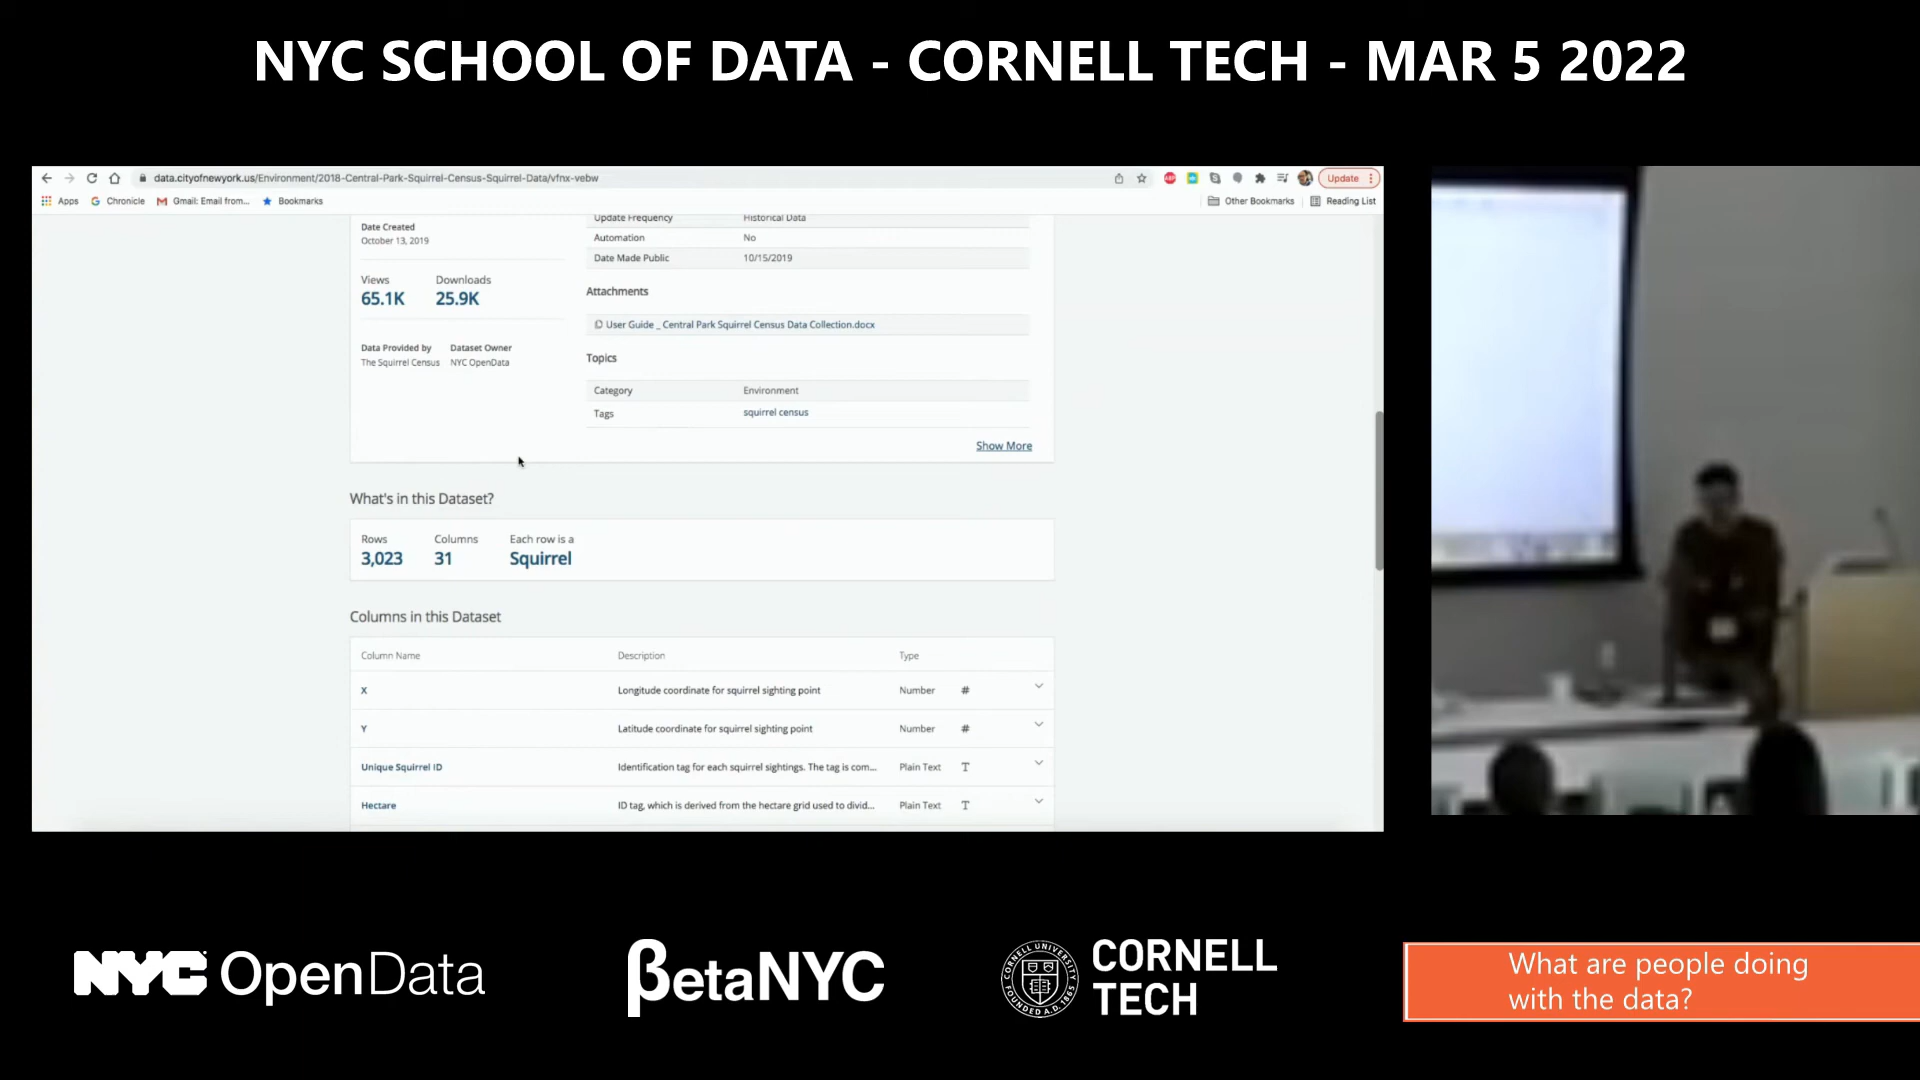 NYC SCHOOL OF DATA - CORNELL TECH - MAR 5 2022
data.cityofnewyork.us/Environment/2018-Central-Park-Squirrel-Census-Squirrel-Data/vfnx-vebw
Update
Apps Chronicle Gmail: Email from... Bookmarks Other Bookmarks Reading List
Update Frequency Historical Data
Date Created
October 13, 2019
Automation No
Date Made Public 10/15/2019
Views Downloads
65.1K 25.9K
Attachments
User Guide _ Central Park Squirrel Census Data Collection.docx
Data Provided by Dataset Owner
The Squirrel Census NYC OpenData
Topics
Category Environment
Tags squirrel census
Show More
What's in this Dataset?
Rows Columns Each row is a
3,023 31 Squirrel
Columns in this Dataset
Column Name Description Type
X Longitude coordinate for squirrel sighting point Number #
Y Latitude coordinate for squirrel sighting point Number #
Unique Squirrel ID Identification tag for each squirrel sightings. The tag is com... Plain Text T
Hectare ID tag, which is derived from the hectare grid used to divid... Plain Text T
NYC OpenData
βetaNYC
CORNELL UNIVERSITY
FOUNDED A.D. 1865
CORNELL
TECH
What are people doing
with the data?